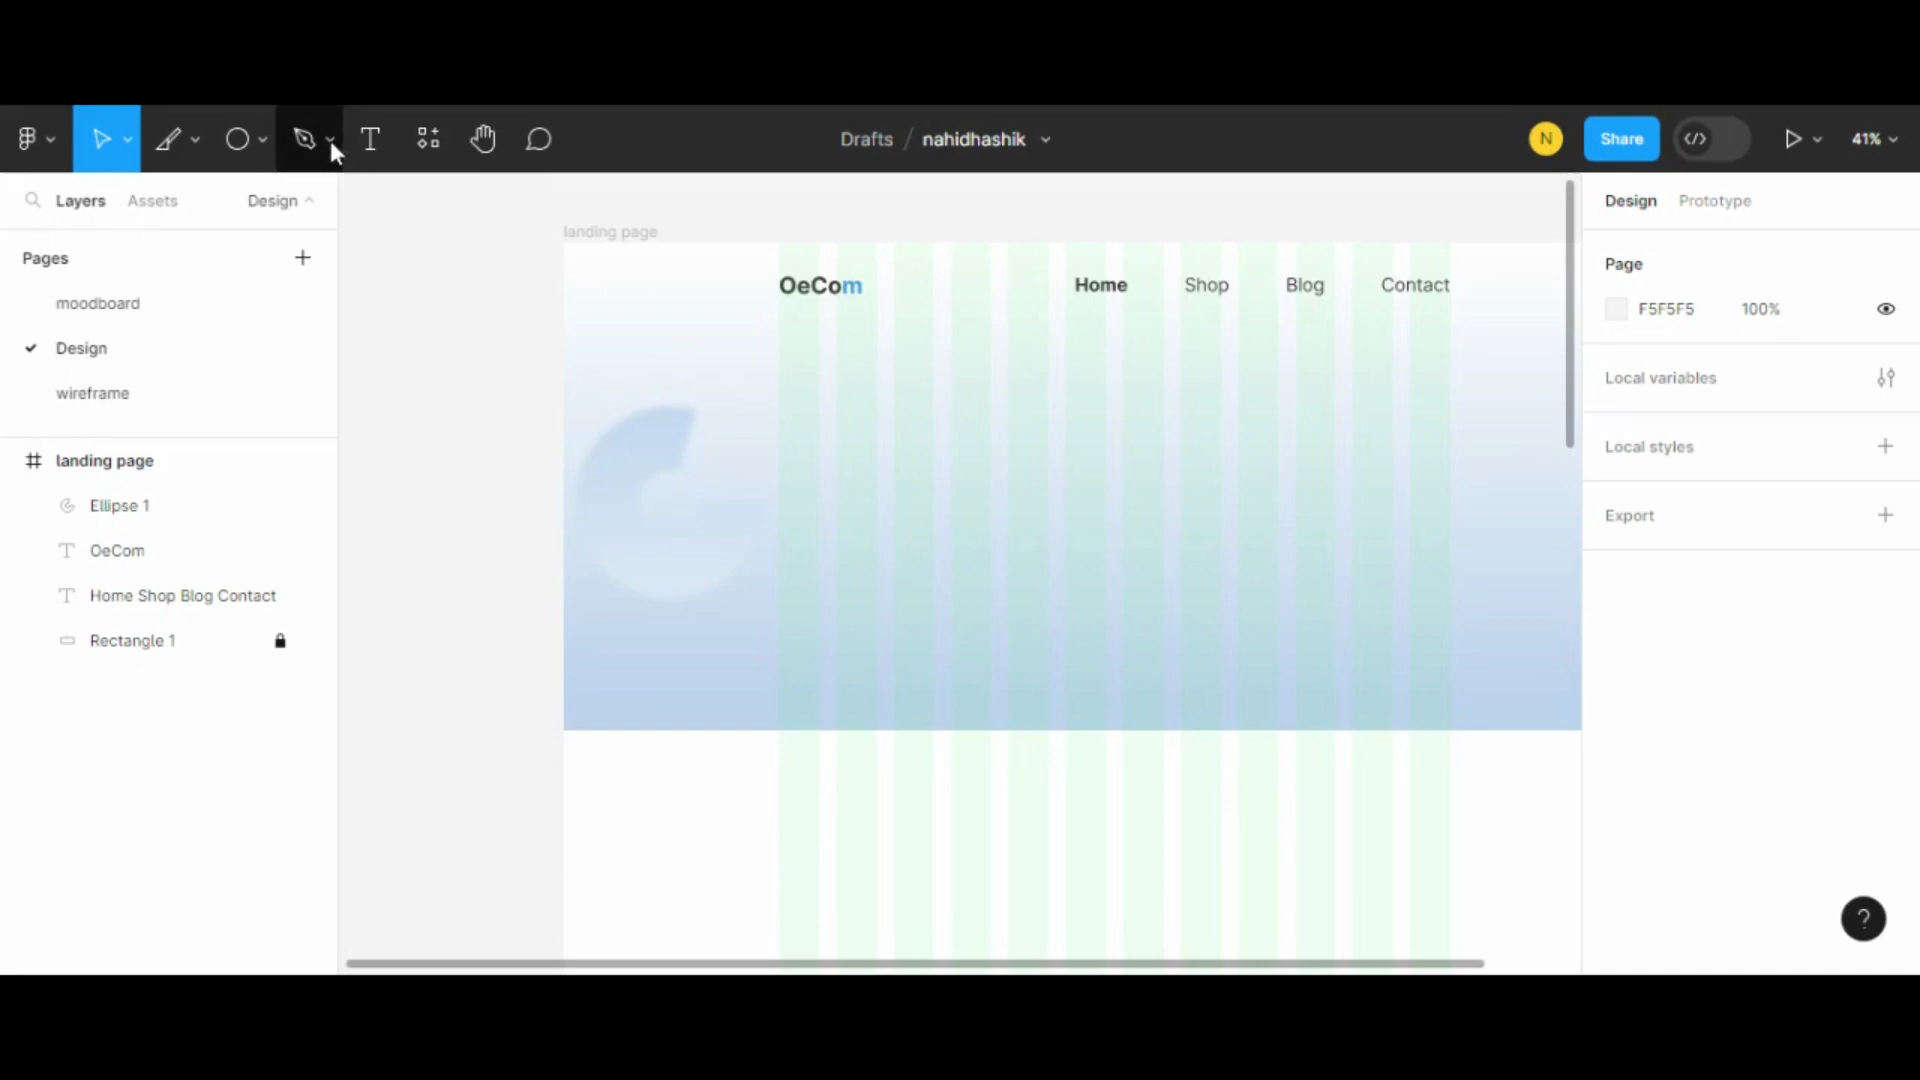 Drafts / nahidhashik
N
Share
41%
Layers
Assets
Design
Design
Prototype
Pages
moodboard
Design
wireframe
landing page
Ellipse 1
OeCom
Home Shop Blog Contact
Rectangle 1
landing page
OeCom
Home
Shop
Blog
Contact
Page
F5F5F5
100%
Local variables
Local styles
Export
?